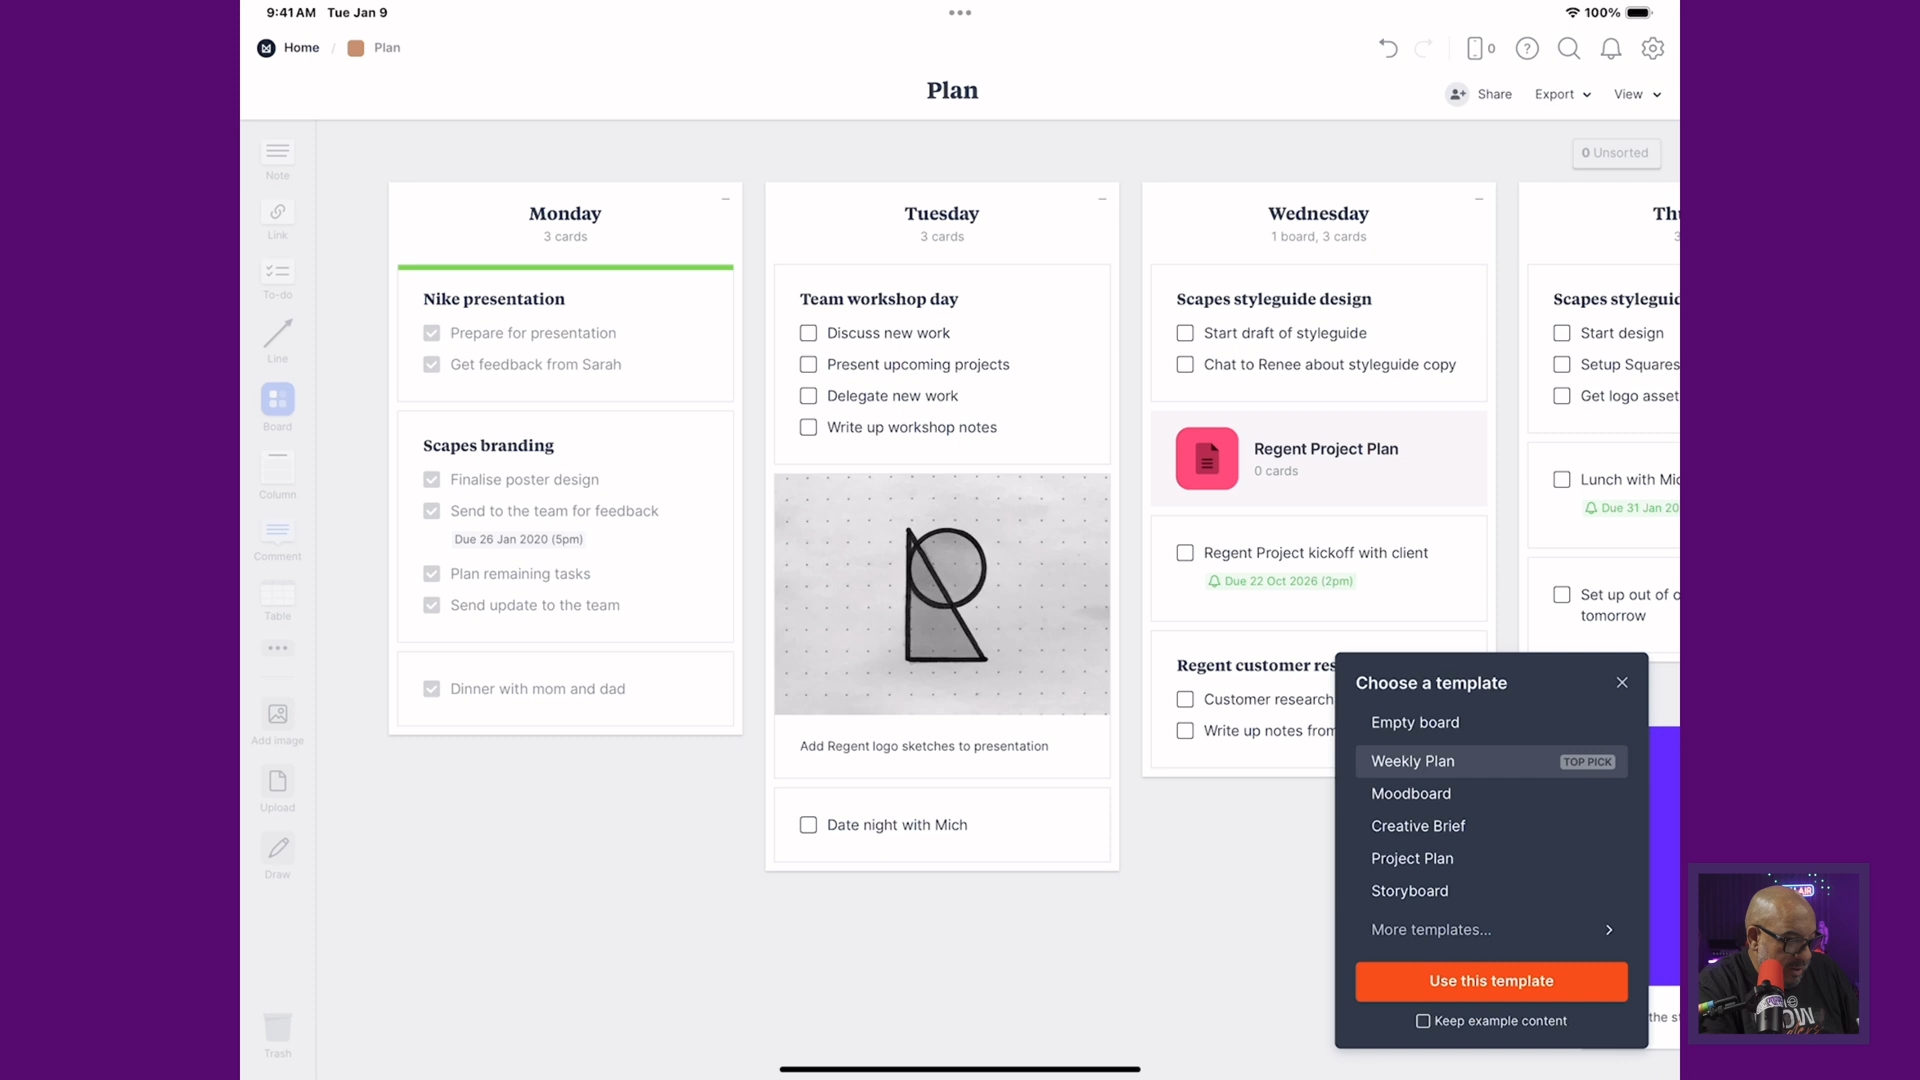 9:41 AM Tue Jan 9
100%
Home / Plan
0
Plan
Share
Export
View
Note
Link
To-do
Line
Board
Column
Comment
Table
Add image
Upload
Draw
Trash
0 Unsorted
Monday
3 cards
Nike presentation
Prepare for presentation
Get feedback from Sarah
Scapes branding
Finalise poster design
Send to the team for feedback
Due 26 Jan 2020 (5pm)
Plan remaining tasks
Send update to the team
Dinner with mom and dad
Tuesday
3 cards
Team workshop day
Discuss new work
Present upcoming projects
Delegate new work
Write up workshop notes
Add Regent logo sketches to presentation
Date night with Mich
Wednesday
1 board, 3 cards
Scapes styleguide design
Start draft of styleguide
Chat to Renee about styleguide copy
Regent Project Plan
0 cards
Regent Project kickoff with client
Due 22 Oct 2026 (2pm)
Regent customer res
Customer research
Write up notes from
Thu
3
Scapes styleguid
Start design
Setup Squares
Get logo asset
Lunch with Mic
Due 31 Jan 20
Set up out of o
tomorrow
the st
Choose a template
Empty board
Weekly Plan TOP PICK
Moodboard
Creative Brief
Project Plan
Storyboard
More templates...
Use this template
Keep example content